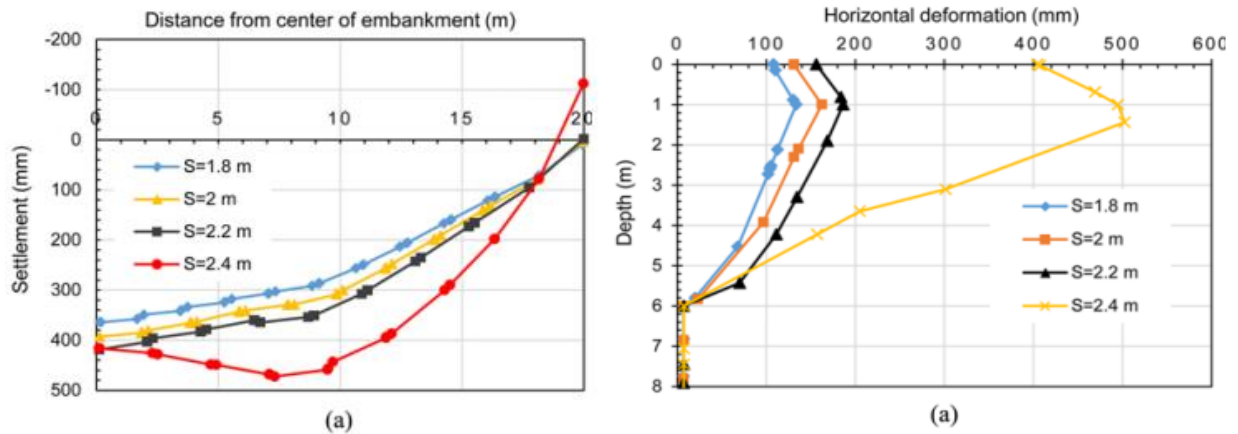 Distance from center of embankment (m)
-200
-100
0 5 10 15 20
0
100
200
300
400
500
Settlement (mm)
S=1.8 m
S=2 m
S=2.2 m
S=2.4 m
(a)
Horizontal deformation (mm)
0 100 200 300 400 500 600
0
1
2
3
4
5
6
7
8
Depth (m)
S=1.8 m
S=2 m
S=2.2 m
S=2.4 m
(a)